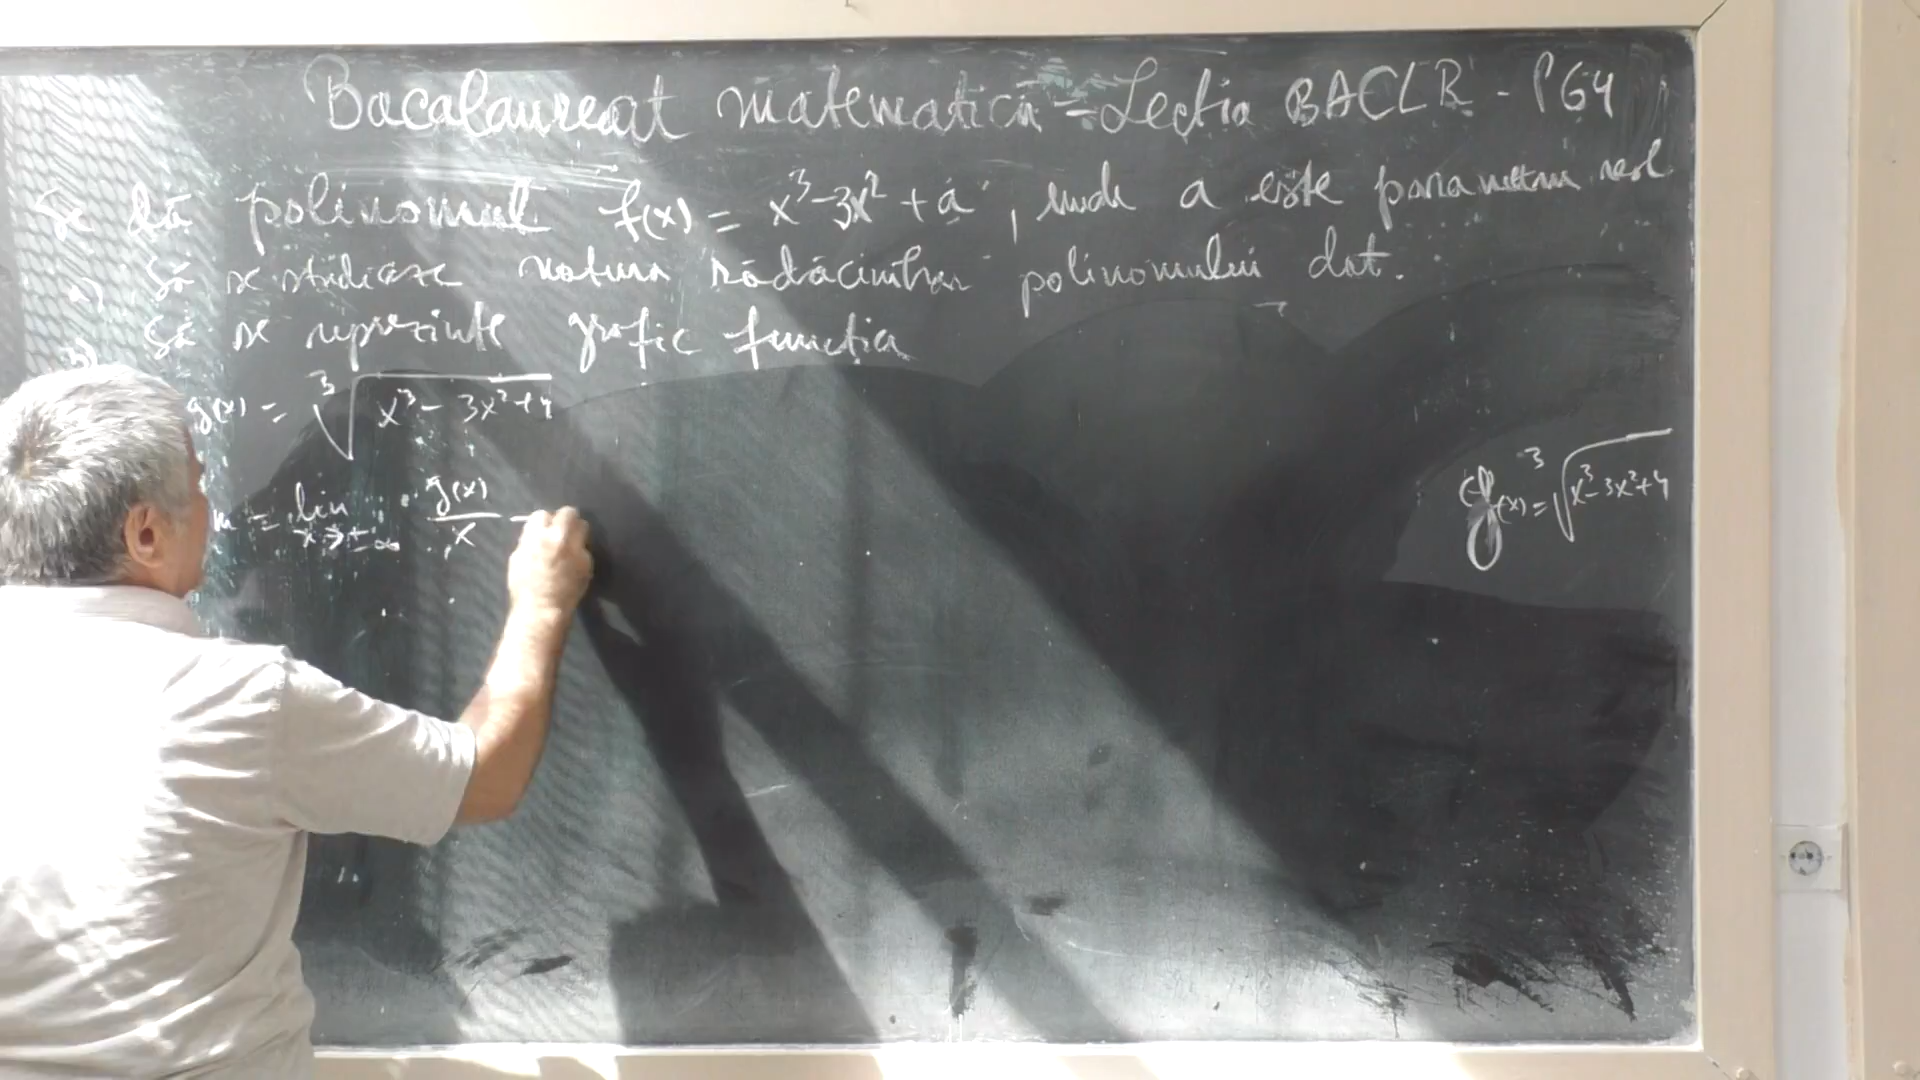 Bacalaureat matematică - Lecția BACLR - P64
Se dă polinomul f(x) = x³-3x²+a, unde a este parametru real
a) Să se studieze natura rădăcinilor polinomului dat.
b) Să se reprezinte grafic funcția
g(x) = ∛(x³-3x²+4)
m = lim x→±∞ g(x)/x
g(x) = ∛(x³-3x²+4)